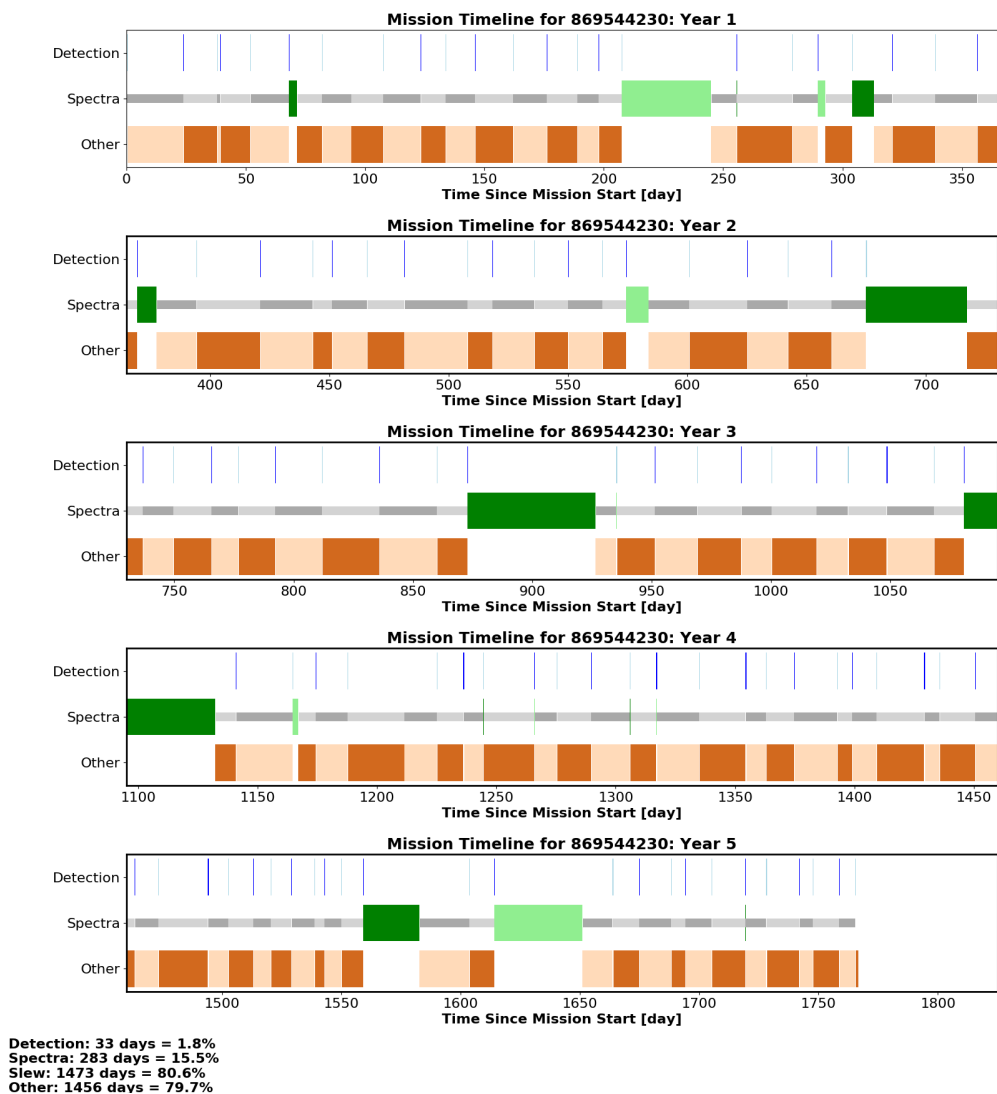 Mission Timeline for 869544230: Year 1
Detection
Spectra
Other
0 50 100 150 200 250 300 350
Time Since Mission Start [day]
Mission Timeline for 869544230: Year 2
Detection
Spectra
Other
400 450 500 550 600 650 700
Time Since Mission Start [day]
Mission Timeline for 869544230: Year 3
Detection
Spectra
Other
750 800 850 900 950 1000 1050
Time Since Mission Start [day]
Mission Timeline for 869544230: Year 4
Detection
Spectra
Other
1100 1150 1200 1250 1300 1350 1400 1450
Time Since Mission Start [day]
Mission Timeline for 869544230: Year 5
Detection
Spectra
Other
1500 1550 1600 1650 1700 1750 1800
Time Since Mission Start [day]
Detection: 33 days = 1.8%
Spectra: 283 days = 15.5%
Slew: 1473 days = 80.6%
Other: 1456 days = 79.7%